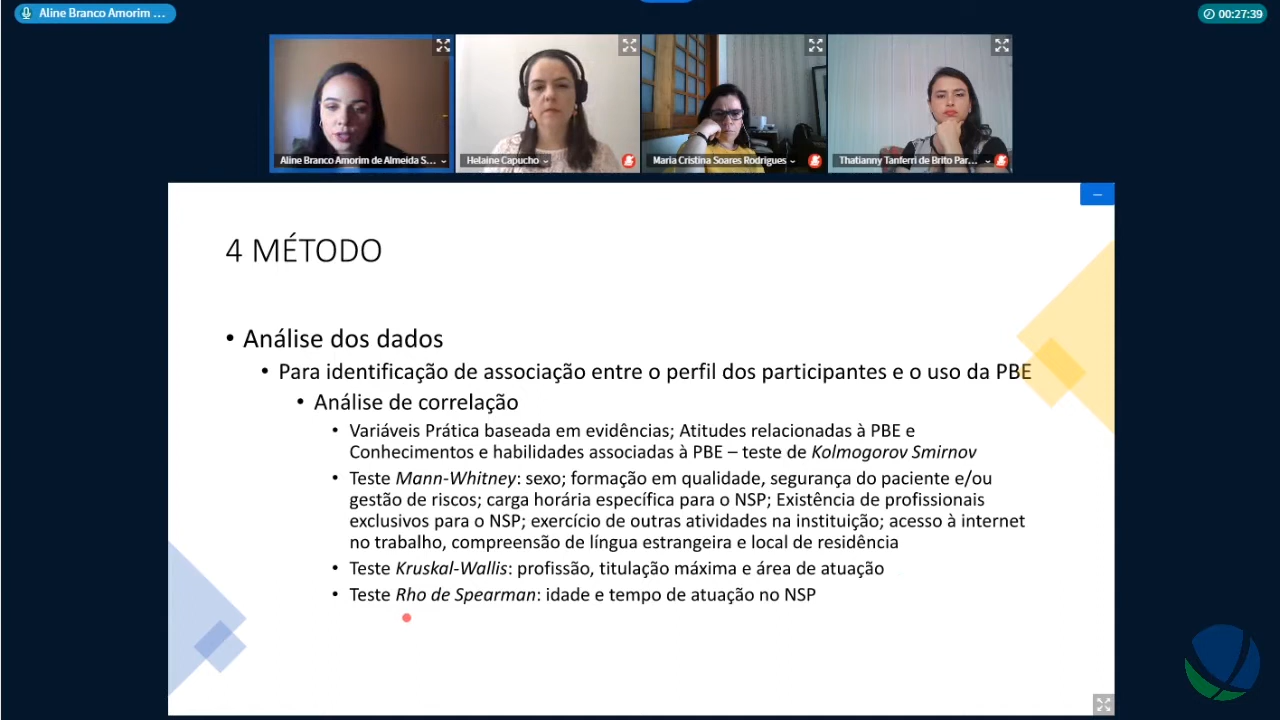 Aline Branco Amorim ...
00:27:39
Aline Branco Amorim de Almeida S...
Helaine Capucho
Maria Cristina Soares Rodrigues
Thatianny Tanferri de Brito Par...
4 MÉTODO
• Análise dos dados
• Para identificação de associação entre o perfil dos participantes e o uso da PBE
• Análise de correlação
• Variáveis Prática baseada em evidências; Atitudes relacionadas à PBE e
Conhecimentos e habilidades associadas à PBE – teste de Kolmogorov Smirnov
• Teste Mann-Whitney: sexo; formação em qualidade, segurança do paciente e/ou
gestão de riscos; carga horária específica para o NSP; Existência de profissionais
exclusivos para o NSP; exercício de outras atividades na instituição; acesso à internet
no trabalho, compreensão de língua estrangeira e local de residência
• Teste Kruskal-Wallis: profissão, titulação máxima e área de atuação
• Teste Rho de Spearman: idade e tempo de atuação no NSP